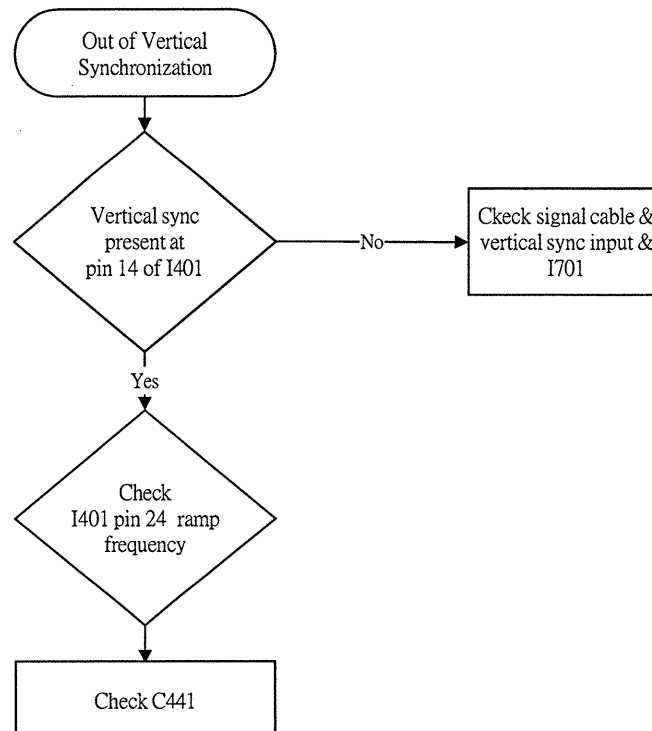 Out of Vertical
Synchronization
Vertical sync
present at
pin 14 of I401
No
Ckeck signal cable &
vertical sync input &
I701
Yes
Check
I401 pin 24 ramp
frequency
Check C441